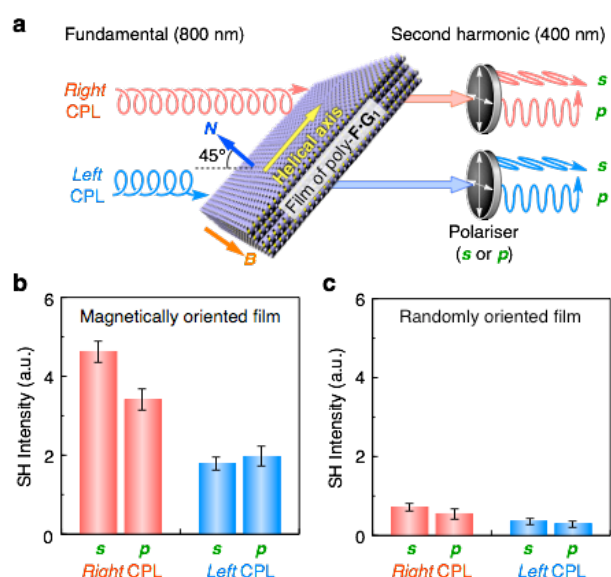 a
Fundamental (800 nm)
Second harmonic (400 nm)
Right
CPL
N
45°
Left
CPL
B
Helical axis
Film of poly-F·G1
s
p
s
p
Polariser
(s or p)
b
Magnetically oriented film
SH Intensity (a.u.)
6
4
2
0
s p s p
Right CPL Left CPL
c
Randomly oriented film
SH Intensity (a.u.)
6
4
2
0
s p s p
Right CPL Left CPL